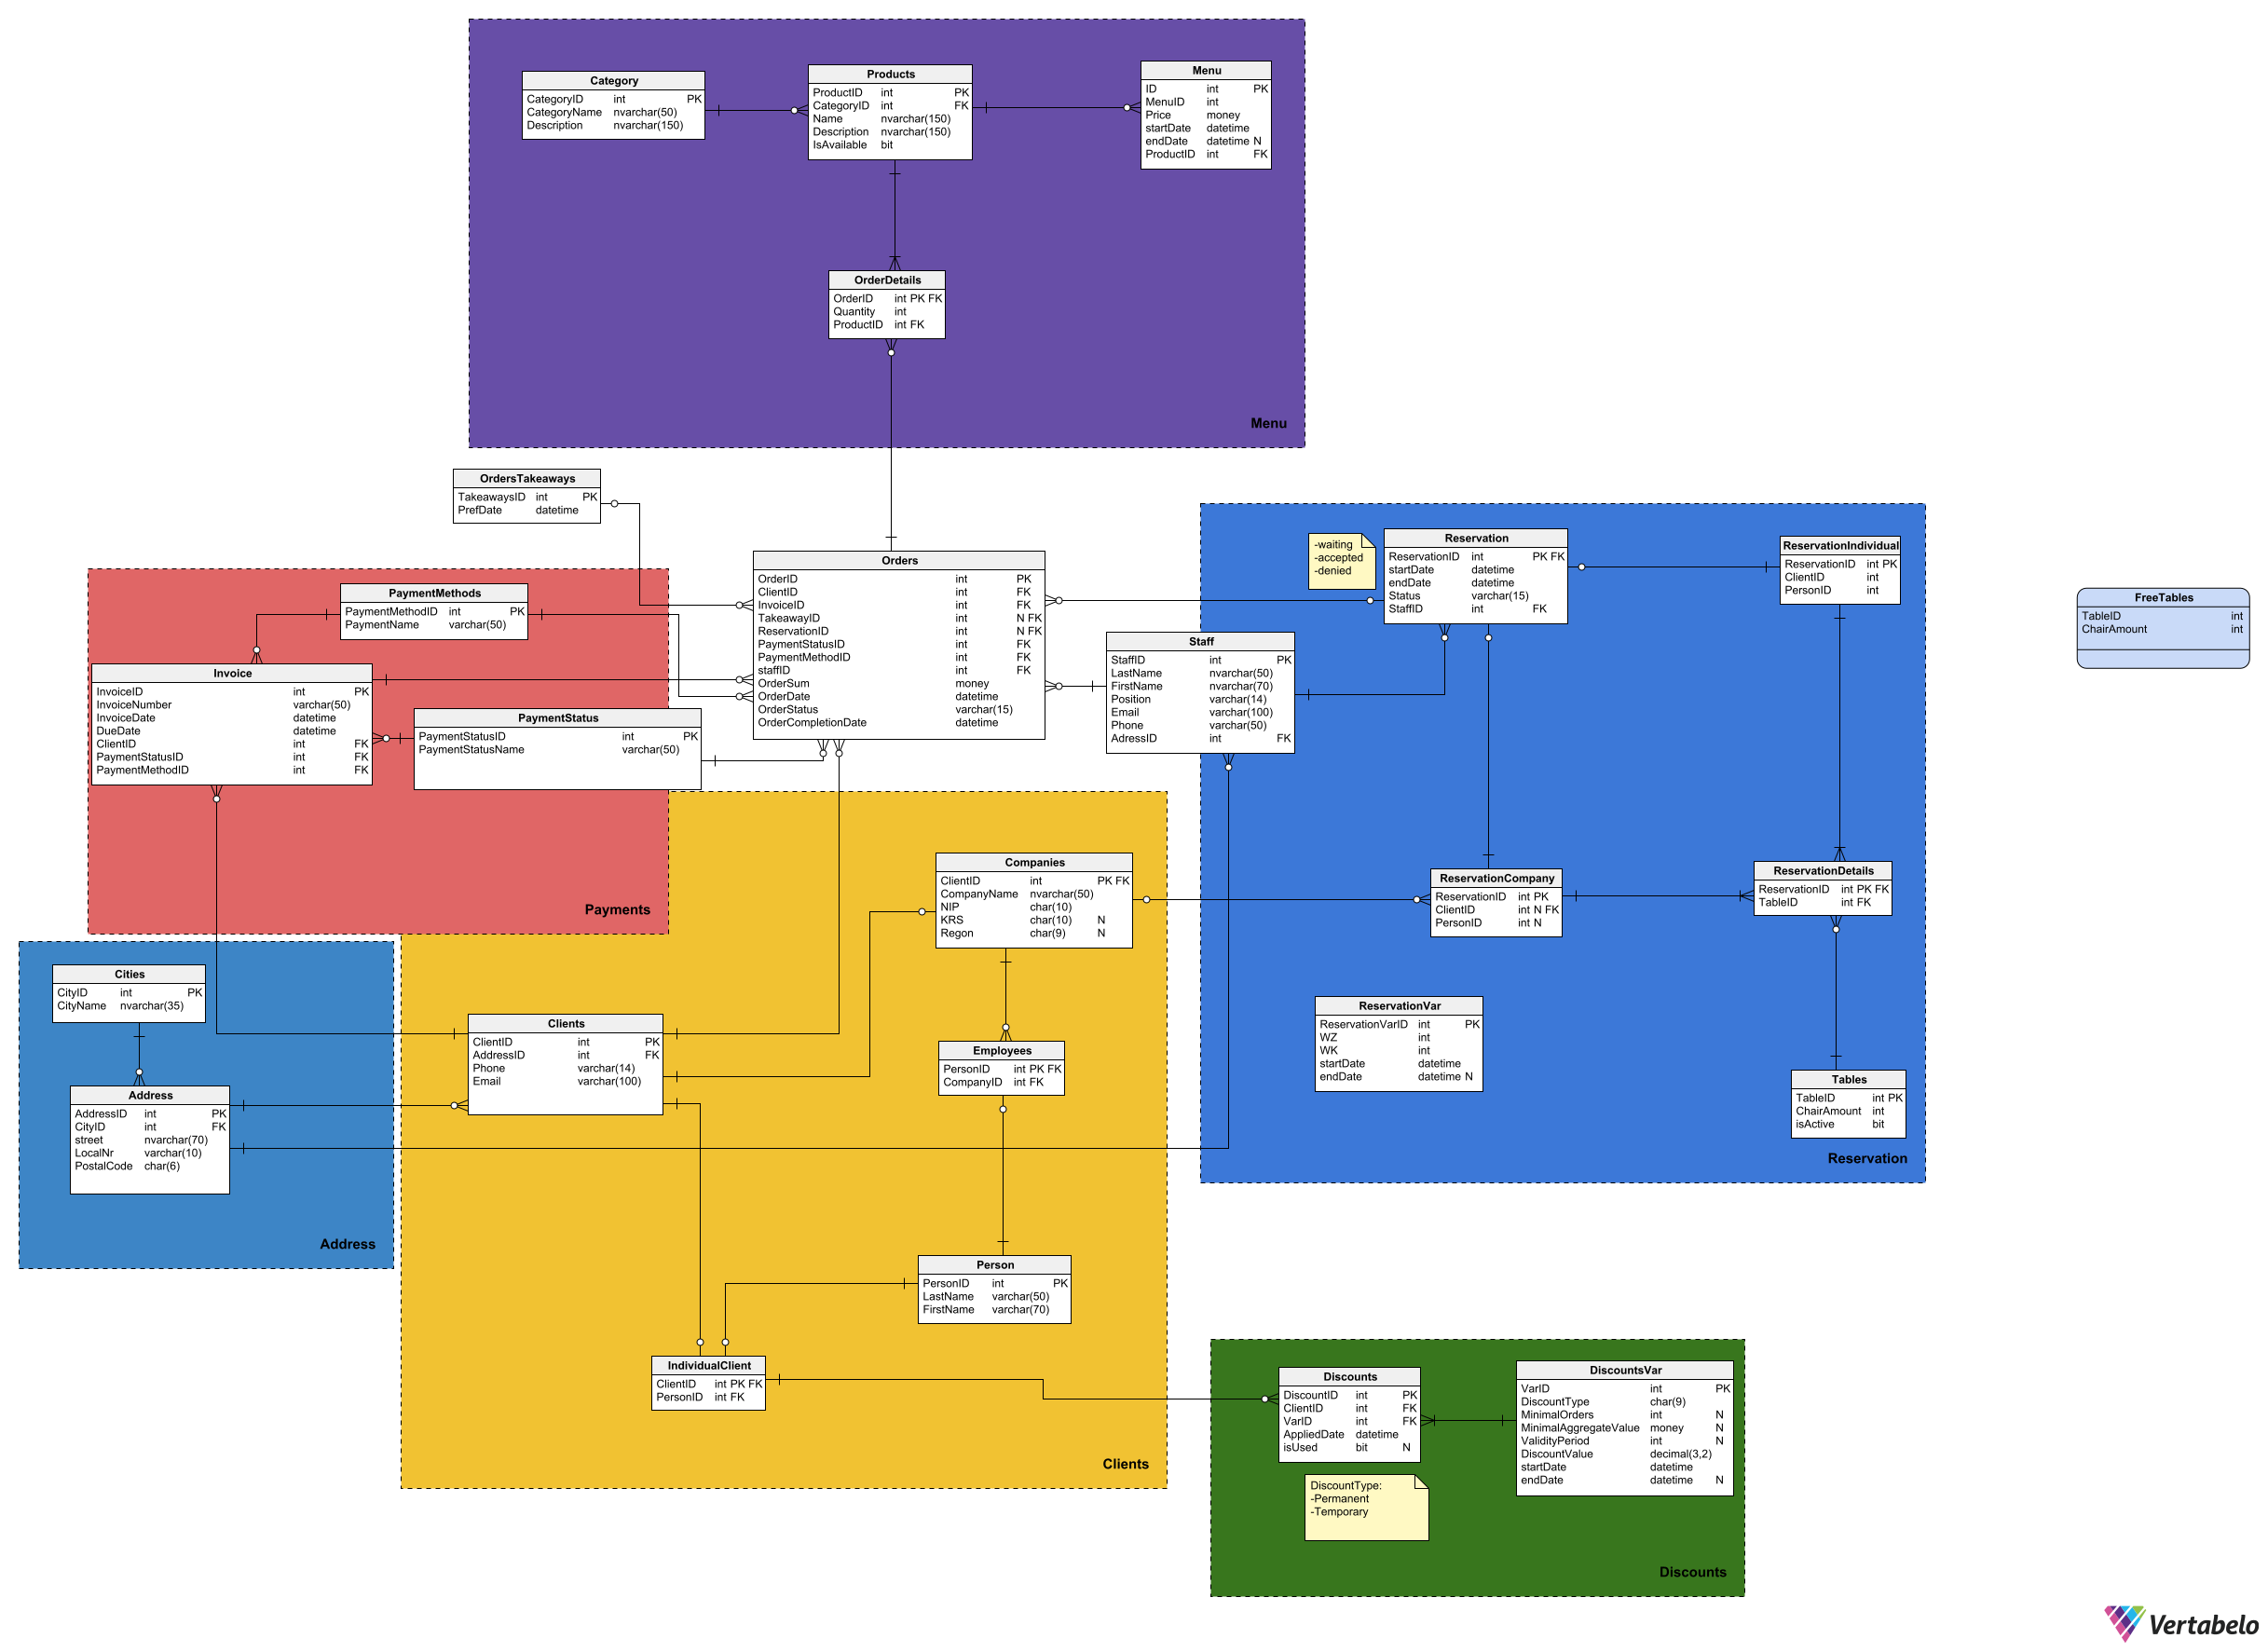 Category
CategoryID int PK
CategoryName nvarchar(50)
Description nvarchar(150)
Products
ProductID int PK
CategoryID int FK
Name nvarchar(150)
Description nvarchar(150)
IsAvailable bit
Menu
ID int PK
MenuID int
Price money
startDate datetime
endDate datetime N
ProductID int FK
OrderDetails
OrderID int PK FK
Quantity int
ProductID int FK
Menu
OrdersTakeaways
TakeawaysID int PK
PrefDate datetime
Orders
OrderID int PK
ClientID int FK
InvoiceID int FK
TakeawayID int N FK
ReservationID int N FK
PaymentStatusID int FK
PaymentMethodID int FK
staffID int FK
OrderSum money
OrderDate datetime
OrderStatus varchar(15)
OrderCompletionDate datetime
PaymentMethods
PaymentMethodID int PK
PaymentName varchar(50)
Invoice
InvoiceID int PK
InvoiceNumber varchar(50)
InvoiceDate datetime
DueDate datetime
ClientID int FK
PaymentStatusID int FK
PaymentMethodID int FK
PaymentStatus
PaymentStatusID int PK
PaymentStatusName varchar(50)
Payments
-waiting
-accepted
-denied
Reservation
ReservationID int PK FK
startDate datetime
endDate datetime
Status varchar(15)
StaffID int FK
ReservationIndividual
ReservationID int PK
ClientID int
PersonID int
FreeTables
TableID int
ChairAmount int
Staff
StaffID int PK
LastName nvarchar(50)
FirstName nvarchar(70)
Position varchar(14)
Email varchar(100)
Phone varchar(50)
AdressID int FK
Companies
ClientID int PK FK
CompanyName nvarchar(50)
NIP char(10)
KRS char(10) N
Regon char(9) N
ReservationCompany
ReservationID int PK
ClientID int N FK
PersonID int N
ReservationDetails
ReservationID int PK FK
TableID int FK
ReservationVar
ReservationVarID int PK
WZ int
WK int
startDate datetime
endDate datetime N
Tables
TableID int PK
ChairAmount int
isActive bit
Reservation
Cities
CityID int PK
CityName nvarchar(35)
Address
AddressID int PK
CityID int FK
street nvarchar(70)
LocalNr varchar(10)
PostalCode char(6)
Address
Clients
ClientID int PK
AddressID int FK
Phone varchar(14)
Email varchar(100)
Employees
PersonID int PK FK
CompanyID int FK
Person
PersonID int PK
LastName varchar(50)
FirstName varchar(70)
IndividualClient
ClientID int PK FK
PersonID int FK
Clients
Discounts
DiscountID int PK
ClientID int FK
VarID int FK
AppliedDate datetime
isUsed bit N
DiscountsVar
VarID int PK
DiscountType char(9)
MinimalOrders int N
MinimalAggregateValue money N
ValidityPeriod int N
DiscountValue decimal(3,2)
startDate datetime
endDate datetime N
DiscountType:
-Permanent
-Temporary
Discounts
Vertabelo